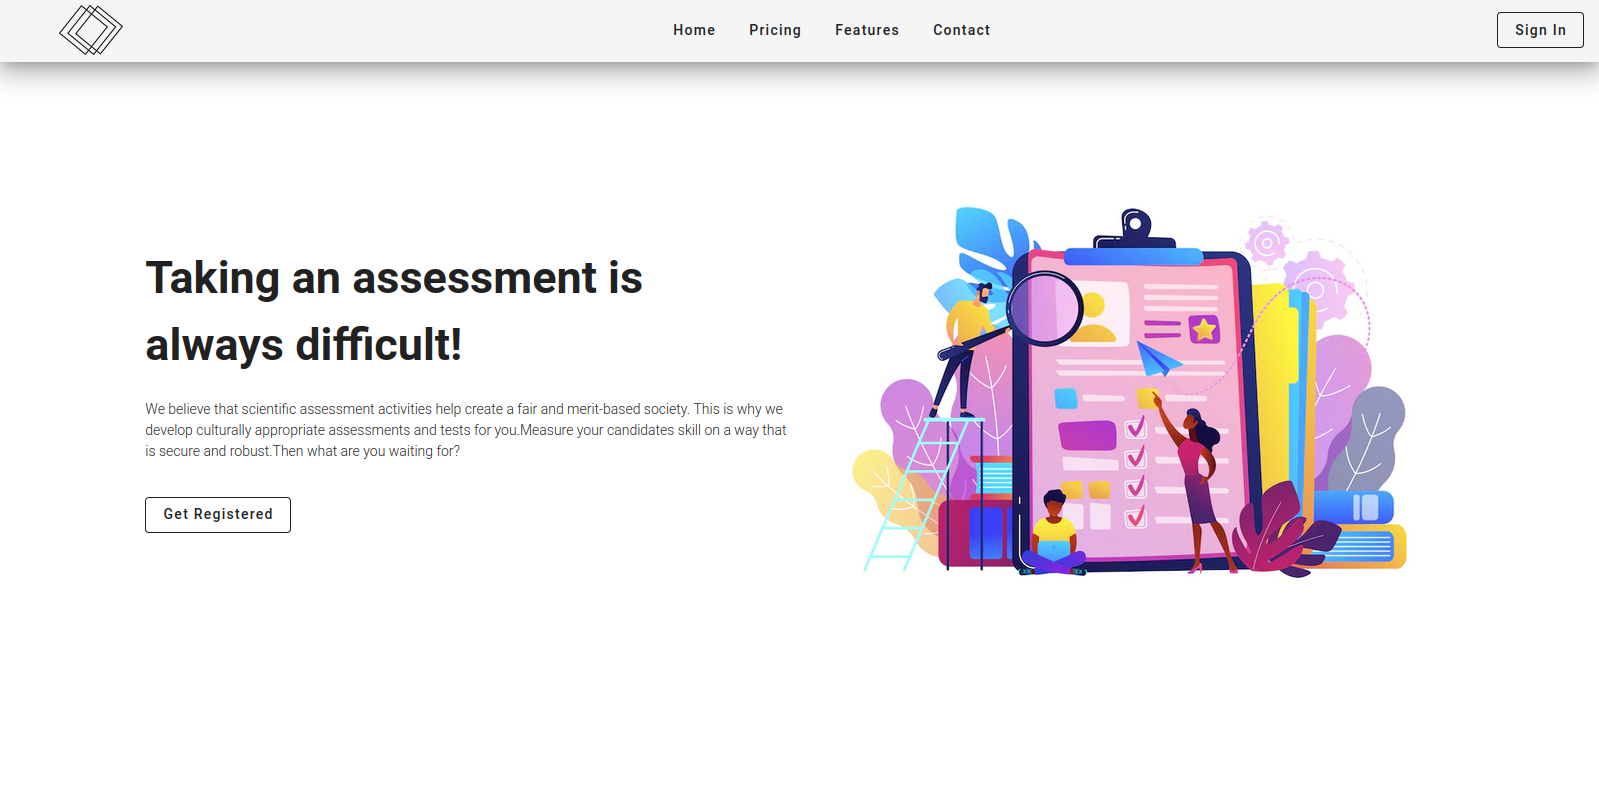 Home Pricing Features Contact Sign In
Taking an assessment is
always difficult!
We believe that scientific assessment activities help create a fair and merit-based society. This is why we
develop culturally appropriate assessments and tests for you.Measure your candidates skill on a way that
is secure and robust.Then what are you waiting for?
Get Registered